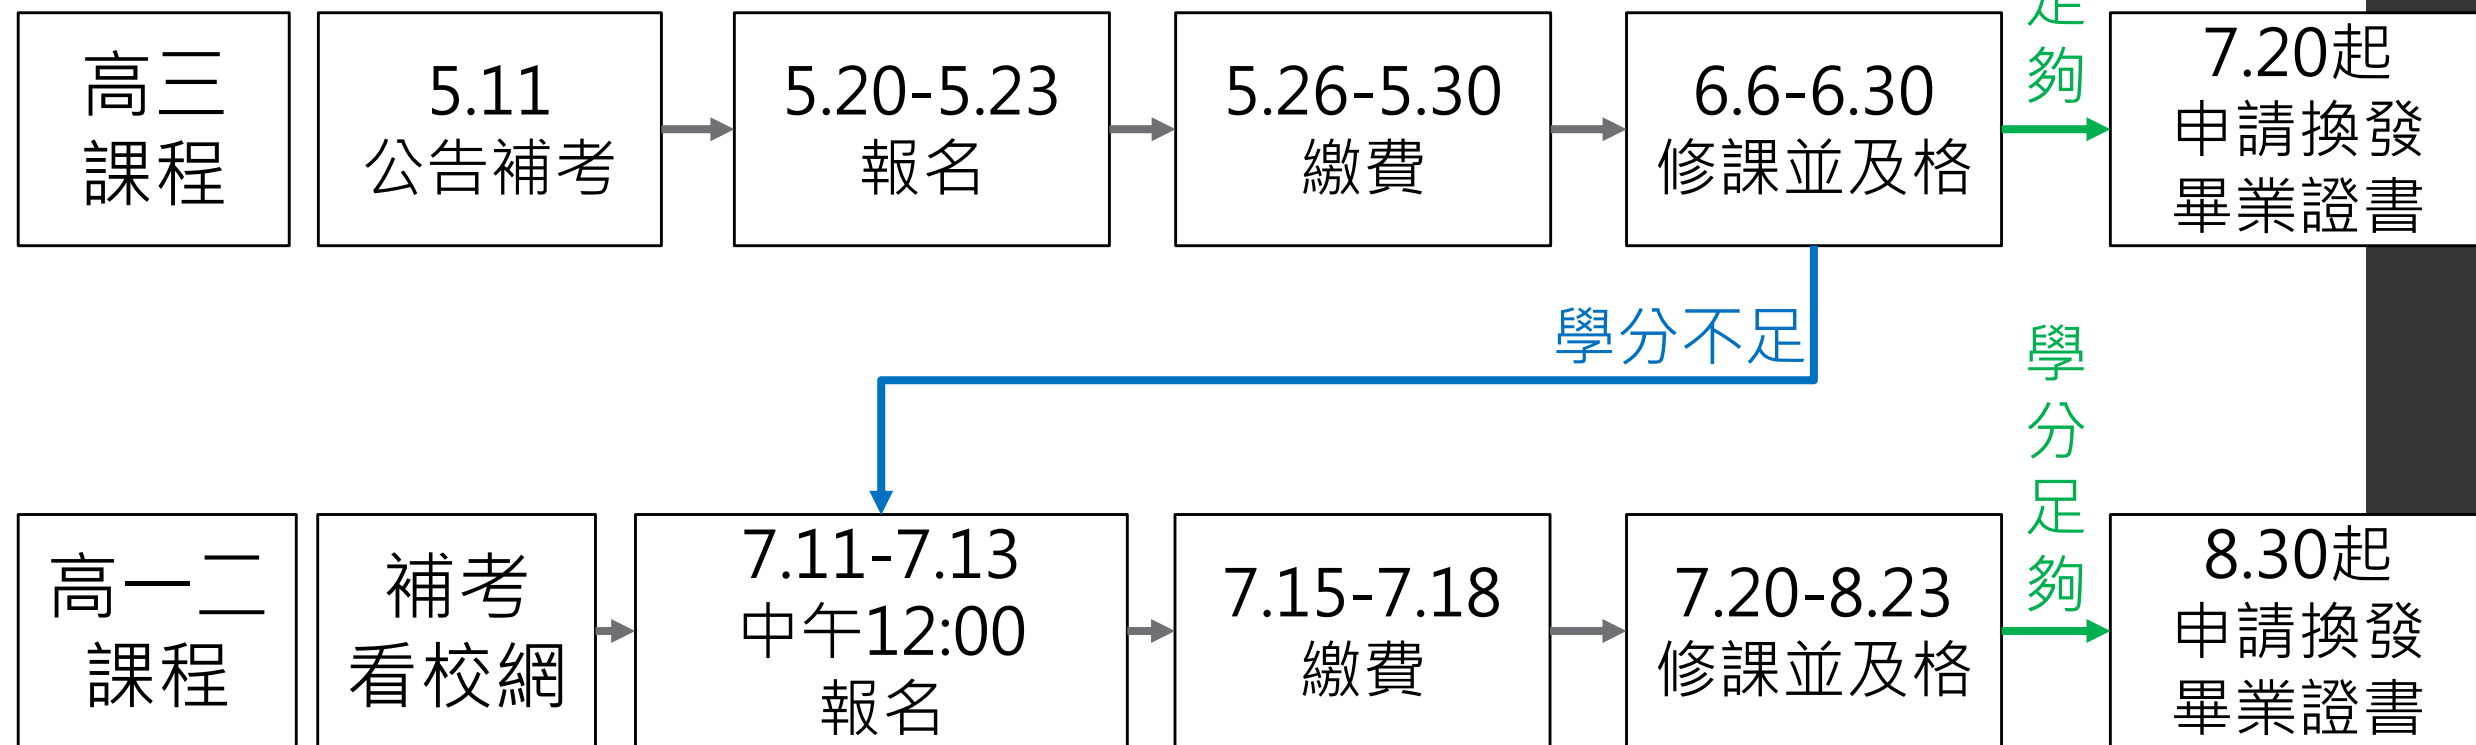 高三
課程
5.11
公告補考
5.20-5.23
報名
5.26-5.30
繳費
6.6-6.30
修課並及格
足
夠
7.20起
申請換發
畢業證書
學分不足
學
分
足
夠
高一二
課程
補考
看校網
7.11-7.13
中午12:00
報名
7.15-7.18
繳費
7.20-8.23
修課並及格
8.30起
申請換發
畢業證書